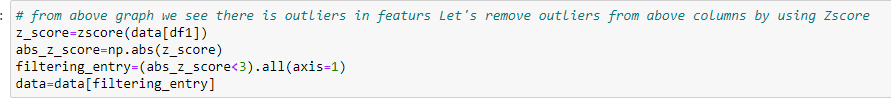 : # from above graph we see there is outliers in featurs Let's remove outliers from above columns by using Zscore
z_score=zscore(data[df1])
abs_z_score=np.abs(z_score)
filtering_entry=(abs_z_score<3).all(axis=1)
data=data[filtering_entry]